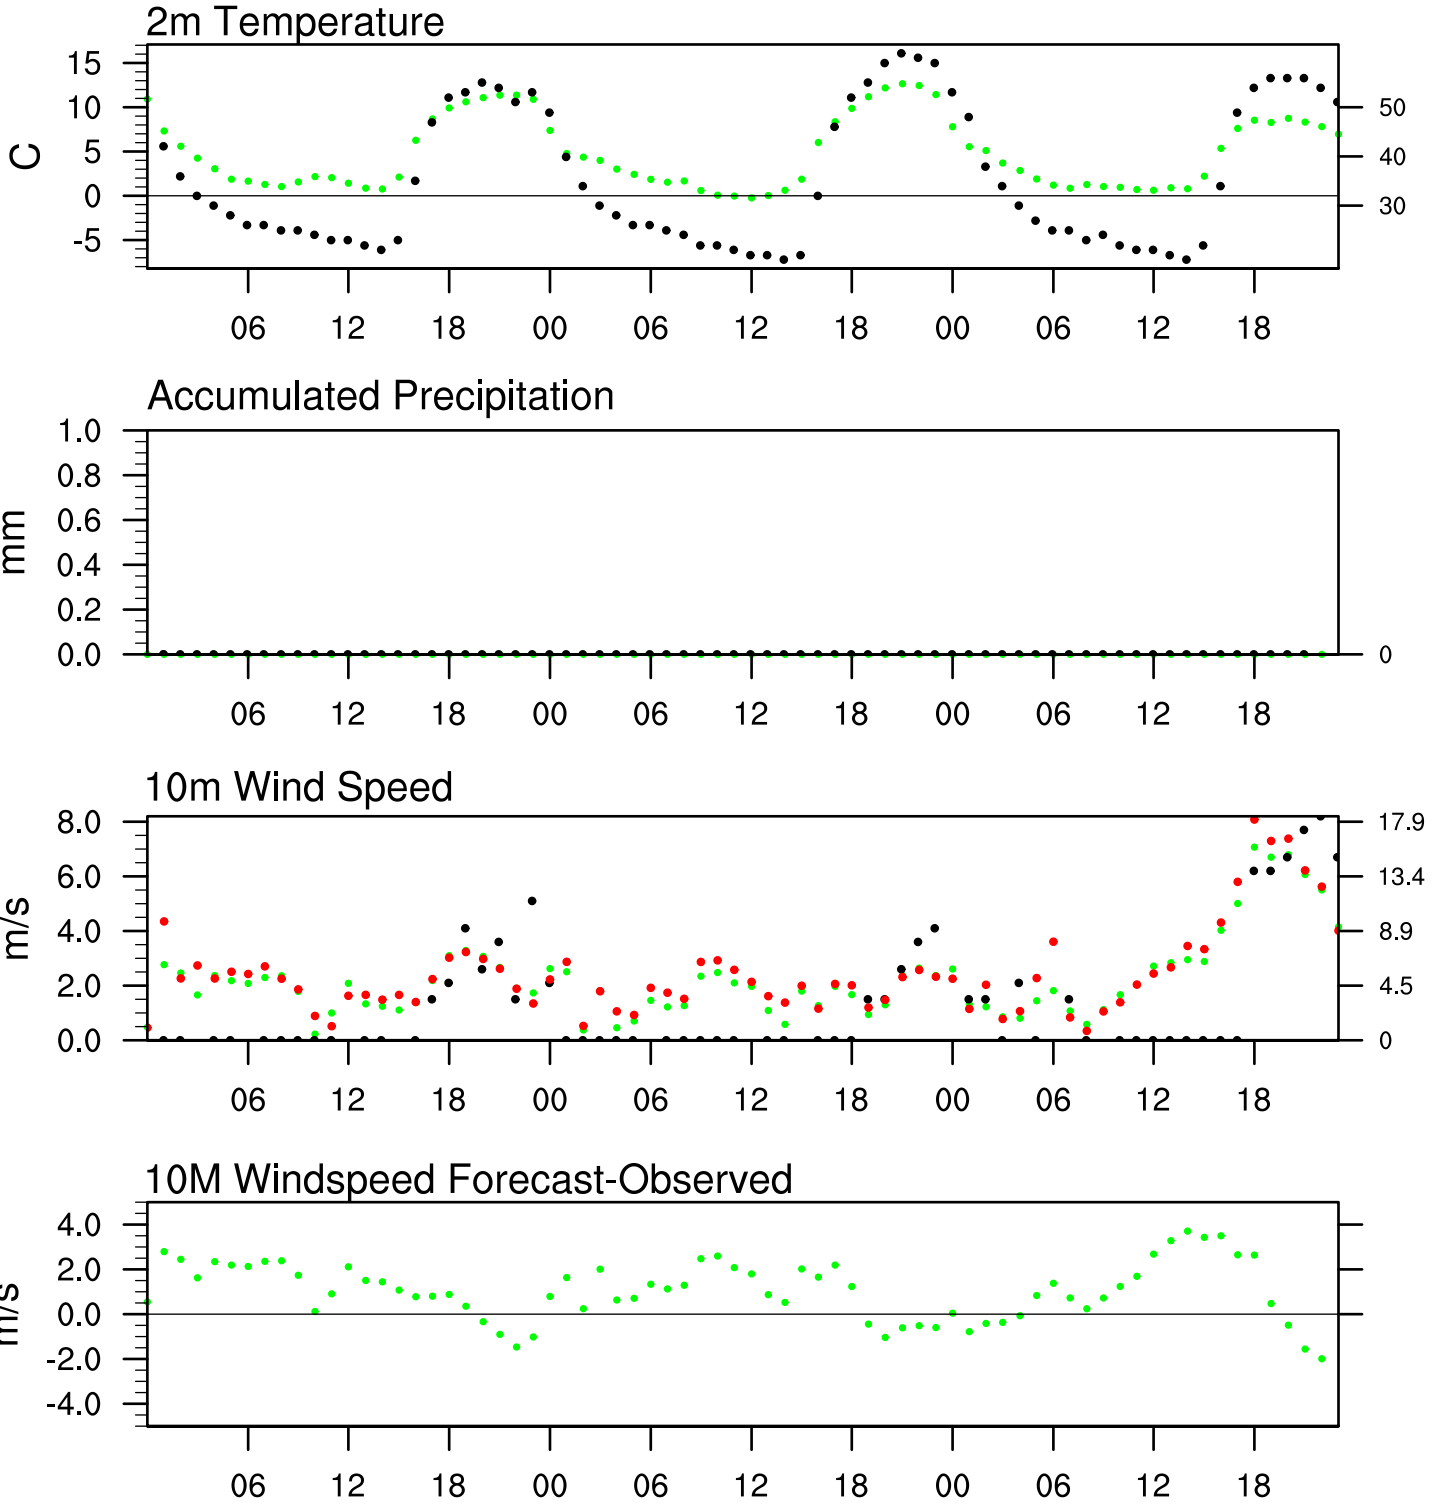 2m Temperature
15
10
5
0
-5
C
50
40
30
06 12 18 00 06 12 18 00 06 12 18
Accumulated Precipitation
1.0
0.8
0.6
0.4
0.2
0.0
mm
0
06 12 18 00 06 12 18 00 06 12 18
10m Wind Speed
8.0
6.0
4.0
2.0
0.0
m/s
17.9
13.4
8.9
4.5
0
06 12 18 00 06 12 18 00 06 12 18
10M Windspeed Forecast-Observed
4.0
2.0
0.0
-2.0
-4.0
m/s
06 12 18 00 06 12 18 00 06 12 18